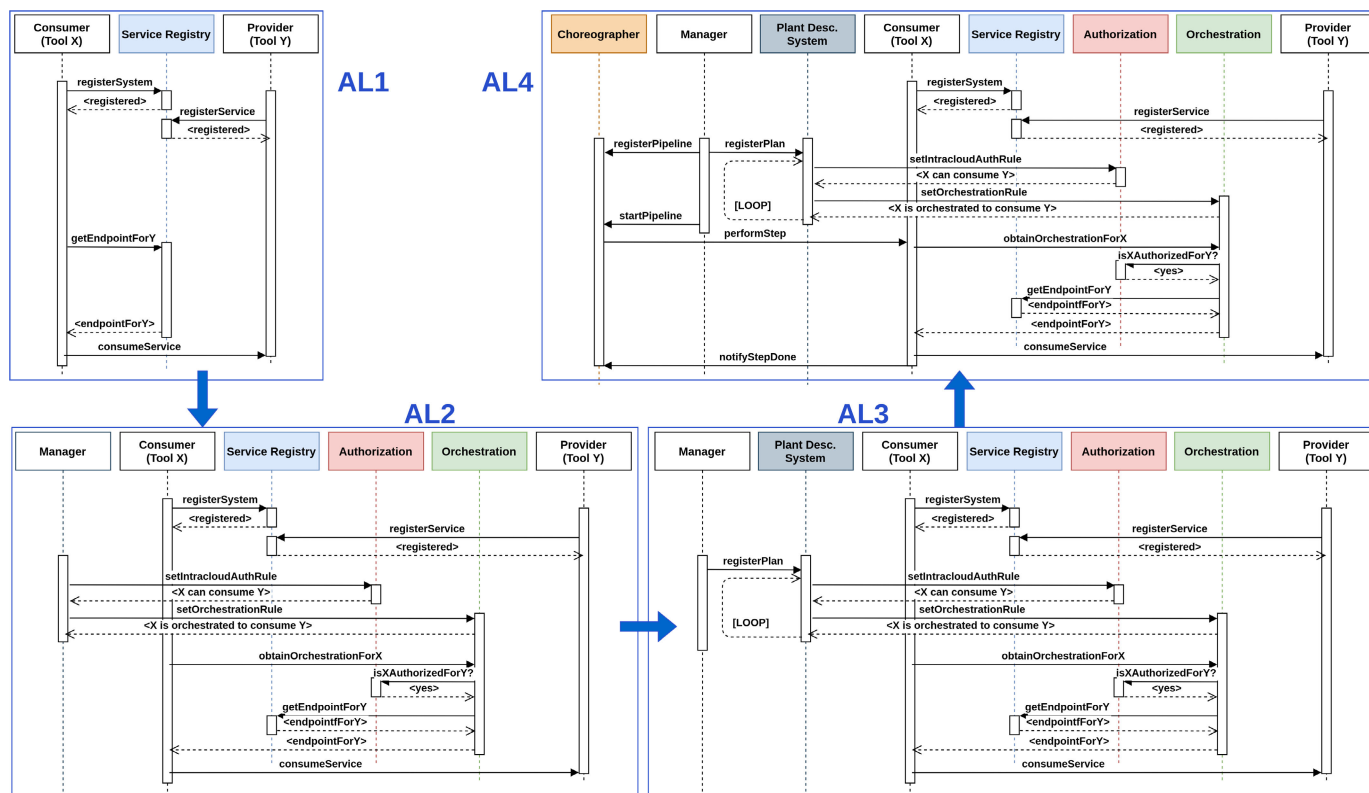 Consumer
(Tool X)
Service Registry
Provider
(Tool Y)
registerSystem
<registered>
registerService
<registered>
getEndpointForY
<endpointForY>
consumeService
AL1
AL4
Choreographer
Manager
Plant Desc.
System
Consumer
(Tool X)
Service Registry
Authorization
Orchestration
Provider
(Tool Y)
registerSystem
<registered>
registerService
<registered>
registerPipeline
registerPlan
setIntracloudAuthRule
<X can consume Y>
setOrchestrationRule
[LOOP]
<X is orchestrated to consume Y>
startPipeline
performStep
obtainOrchestrationForX
isXAuthorizedForY?
<yes>
getEndpointForY
<endpointfForY>
<endpointForY>
consumeService
notifyStepDone
AL2
Manager
Consumer
(Tool X)
Service Registry
Authorization
Orchestration
Provider
(Tool Y)
registerSystem
<registered>
registerService
<registered>
setIntracloudAuthRule
<X can consume Y>
setOrchestrationRule
<X is orchestrated to consume Y>
obtainOrchestrationForX
isXAuthorizedForY?
<yes>
getEndpointForY
<endpointfForY>
<endpointForY>
consumeService
AL3
Manager
Plant Desc.
System
Consumer
(Tool X)
Service Registry
Authorization
Orchestration
Provider
(Tool Y)
registerSystem
<registered>
registerService
<registered>
registerPlan
setIntracloudAuthRule
<X can consume Y>
setOrchestrationRule
[LOOP]
<X is orchestrated to consume Y>
obtainOrchestrationForX
isXAuthorizedForY?
<yes>
getEndpointForY
<endpointfForY>
<endpointForY>
consumeService